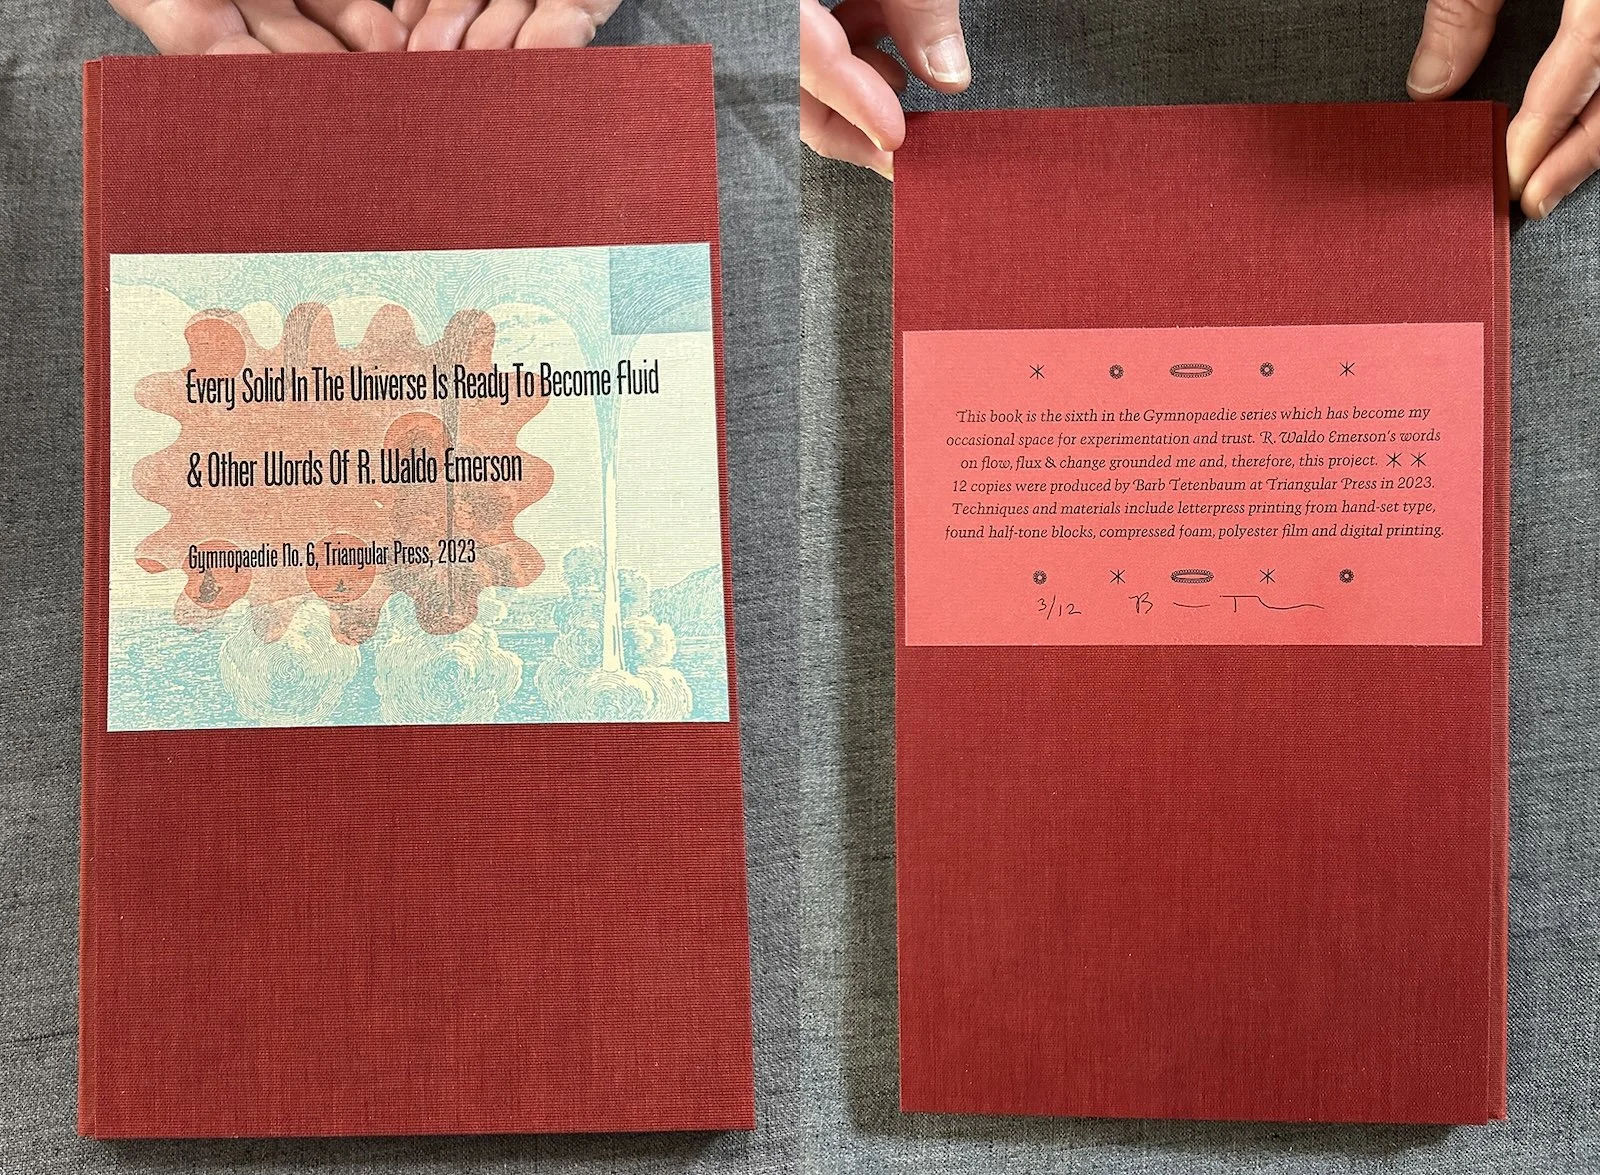 Every Solid In The Universe Is Ready To Become Fluid
& Other Words Of R. Waldo Emerson
Gymnopaedie No. 6, Triangular Press, 2023
This book is the sixth in the Gymnopaedie series which has become my
occasional space for experimentation and trust. R. Waldo Emerson's words
on flow, flux & change grounded me and, therefore, this project.
12 copies were produced by Barb Tetenbaum at Triangular Press in 2023.
Techniques and materials include letterpress printing from hand-set type,
found half-tone blocks, compressed foam, polyester film and digital printing.
3/12